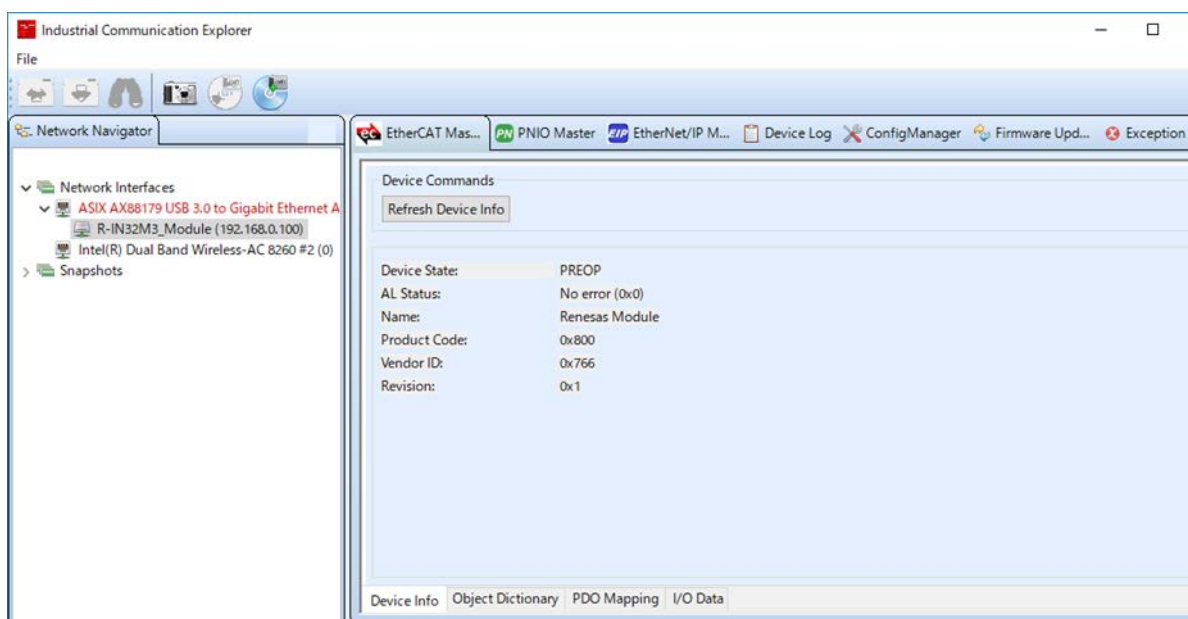 Industrial Communication Explorer
File
Network Navigator
Network Interfaces
ASIX AX88179 USB 3.0 to Gigabit Ethernet A
R-IN32M3_Module (192.168.0.100)
Intel(R) Dual Band Wireless-AC 8260 #2 (0)
Snapshots
EtherCAT Mas... PNIO Master EtherNet/IP M... Device Log ConfigManager Firmware Upd... Exception
Device Commands
Refresh Device Info
Device State: PREOP
AL Status: No error (0x0)
Name: Renesas Module
Product Code: 0x800
Vendor ID: 0x766
Revision: 0x1
Device Info Object Dictionary PDO Mapping I/O Data